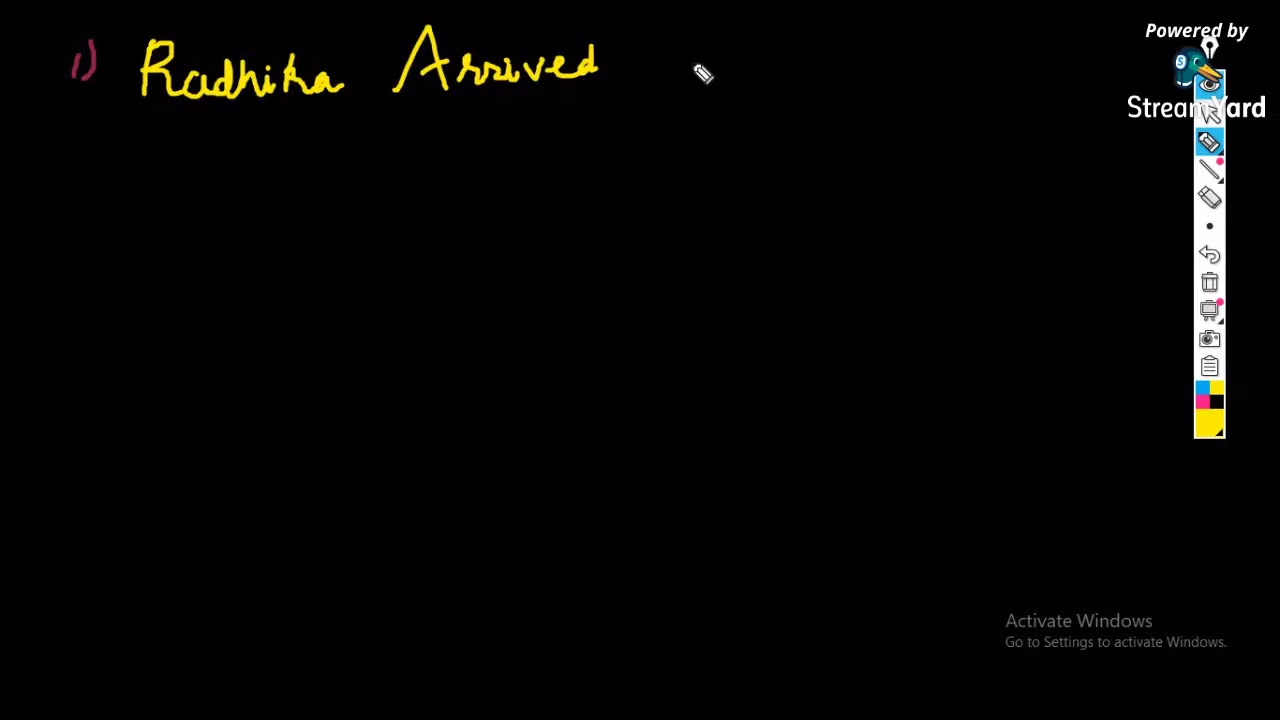 1) Radhika Arrived
Powered by
StreamYard
Activate Windows
Go to Settings to activate Windows.